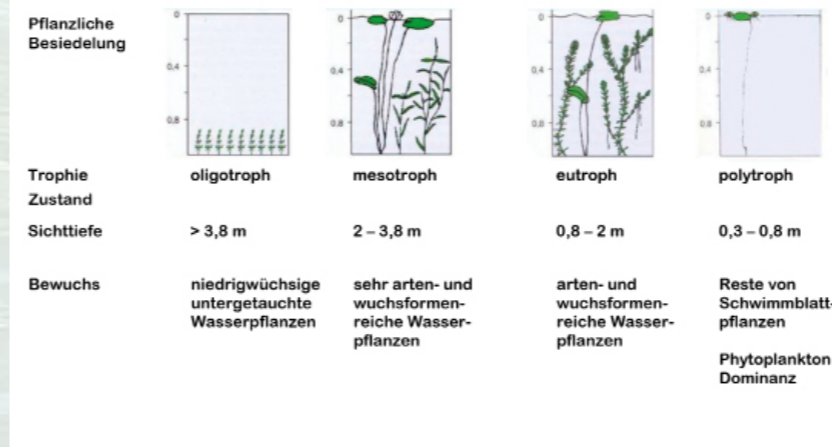 Pflanzliche
Besiedelung
0
0,4
0,8
0
0,4
0,8
0
0,4
0,8
0
0,4
0,8
Trophie oligotroph mesotroph eutroph polytroph
Zustand
Sichttiefe > 3,8 m 2 – 3,8 m 0,8 – 2 m 0,3 – 0,8 m
Bewuchs niedrigwüchsige sehr arten- und arten- und Reste von
untergetauchte wuchsformen- wuchsformen- Schwimmblatt-
Wasserpflanzen reiche Wasser- reiche Wasser- pflanzen
pflanzen pflanzen
Phytoplankton
Dominanz